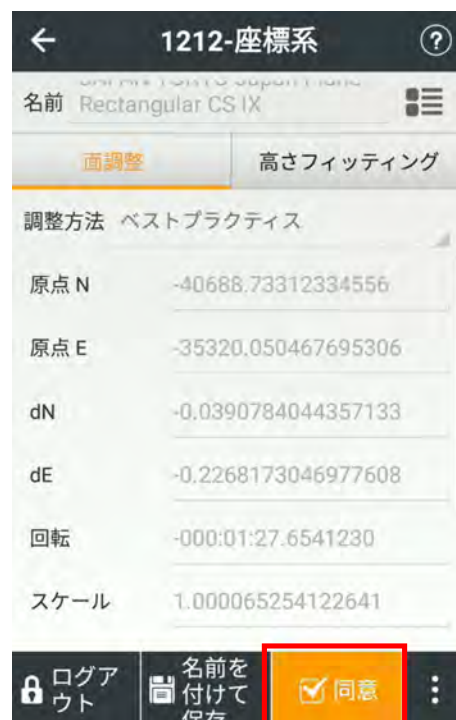 1212-座標系
?
名前
Rectangular CS IX
面調整
高さフィッティング
調整方法 ベストプラクティス
原点 N -40688.73312334556
原点 E -35320.050467695306
dN -0.0390784044357133
dE -0.2268173046977608
回転 -000:01:27.6541230
スケール 1.000065254122641
ログア
ウト
名前を
付けて
保存
同意